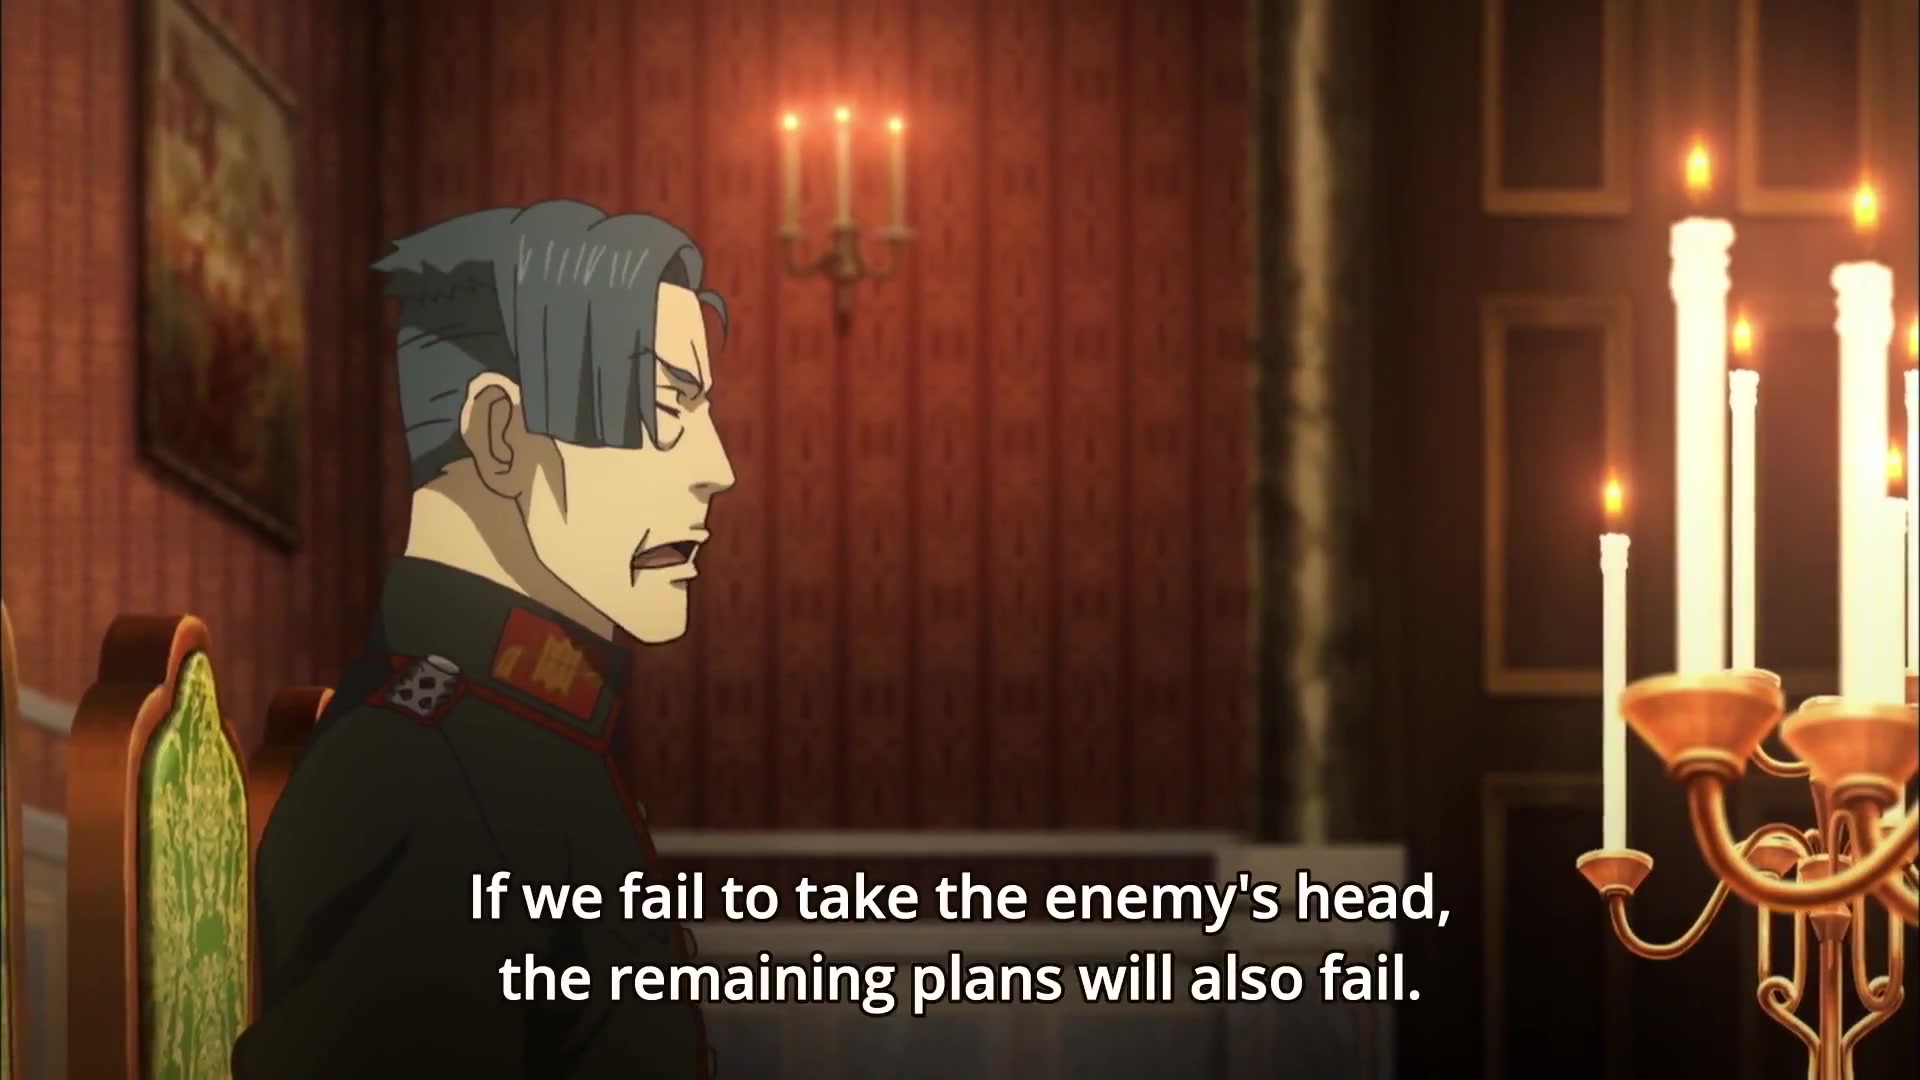 If we fail to take the enemy's head,
the remaining plans will also fail.